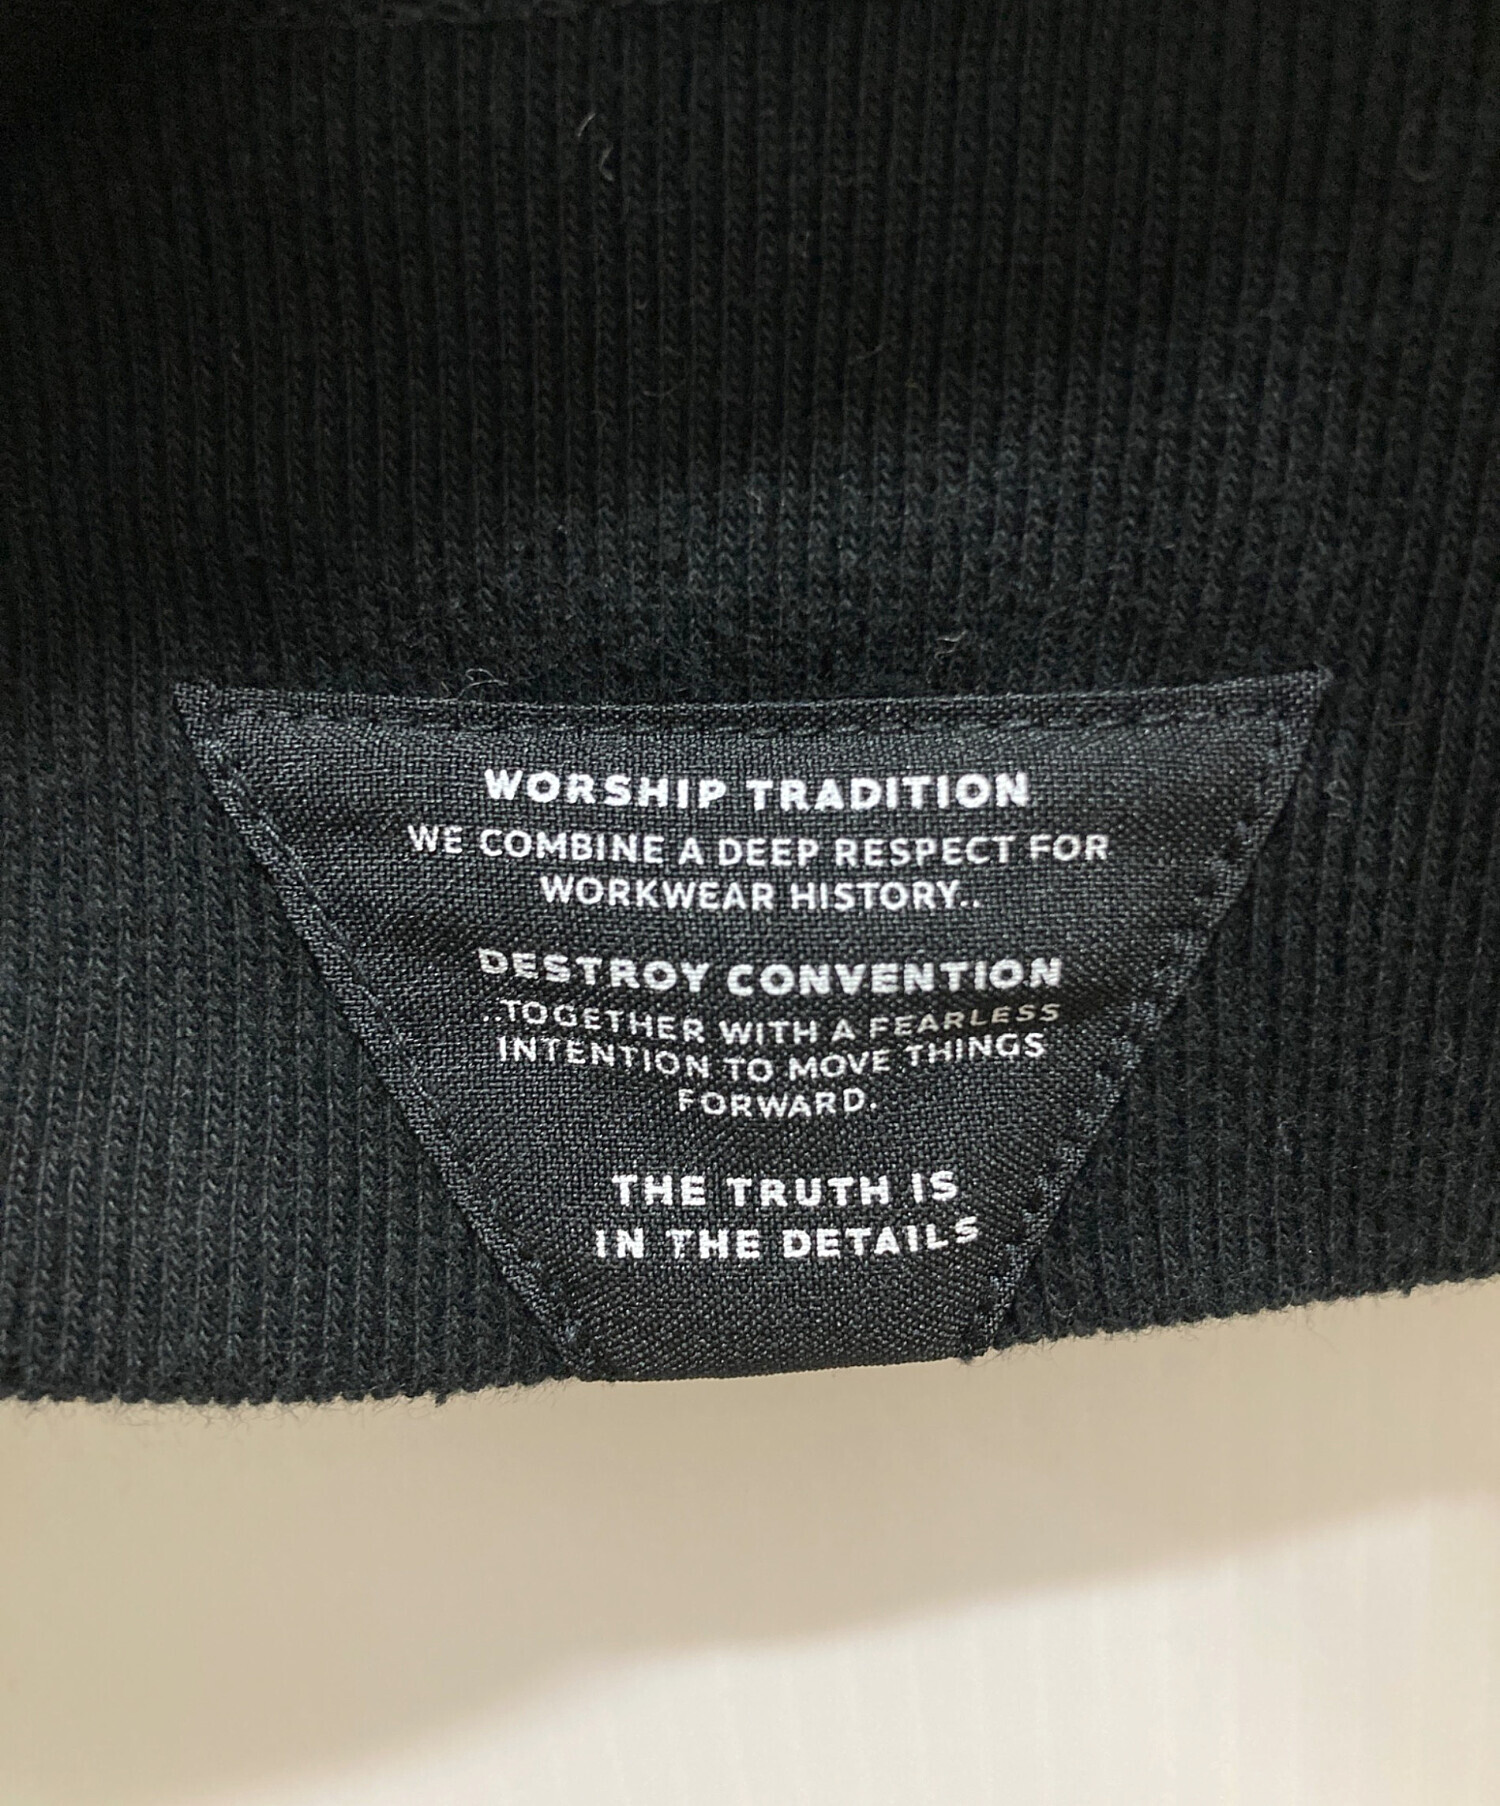 WORSHIP TRADITION
WE COMBINE A DEEP RESPECT FOR
WORKWEAR HISTORY..
DESTROY CONVENTION
..TOGETHER WITH A FEARLESS
INTENTION TO MOVE THINGS
FORWARD.
THE TRUTH IS
IN THE DETAILS